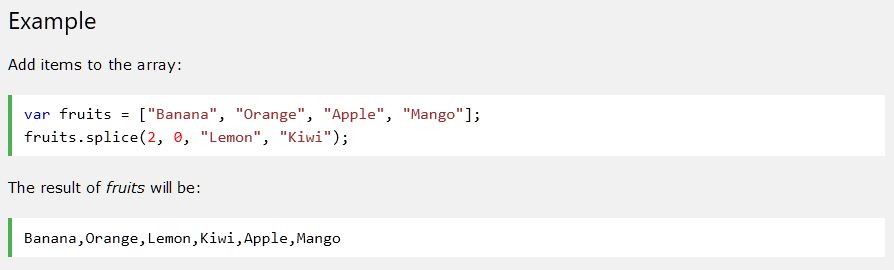 Example
Add items to the array:
var fruits = ["Banana", "Orange", "Apple", "Mango"];
fruits.splice(2, 0, "Lemon", "Kiwi");
The result of fruits will be:
Banana,Orange,Lemon,Kiwi,Apple,Mango